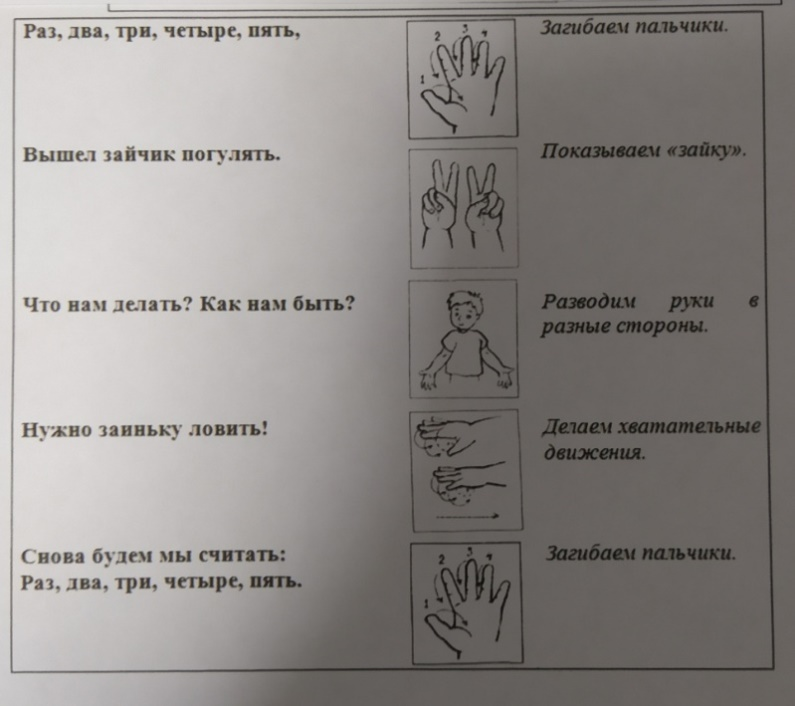 Раз, два, три, четыре, пять,
1 2 3 4
Загибаем пальчики.
Вышел зайчик погулять.
Показываем «зайку».
Что нам делать? Как нам быть?
Разводим руки в
разные стороны.
Нужно заиньку ловить!
Делаем хватательные
движения.
Снова будем мы считать:
Раз, два, три, четыре, пять.
1 2 3 4
Загибаем пальчики.